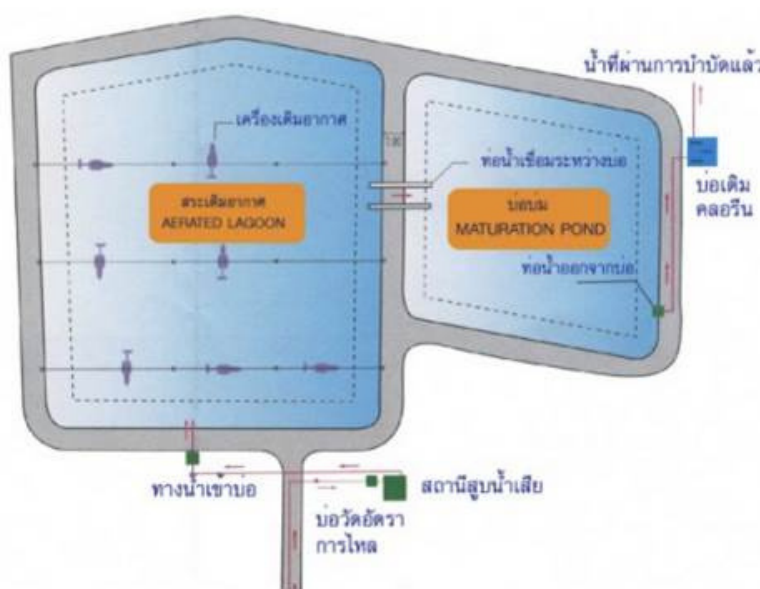 น้ำที่ผ่านการบำบัดแล้ว
เครื่องเติมอากาศ
ท่อน้ำเชื่อมระหว่างบ่อ
บ่อเติม
คลอรีน
สระเติมอากาศ
AERATED LAGOON
บ่อบ่ม
MATURATION POND
ท่อน้ำออกจากบ่อ
ทางน้ำเข้าบ่อ
สถานีสูบน้ำเสีย
บ่อวัดอัตรา
การไหล